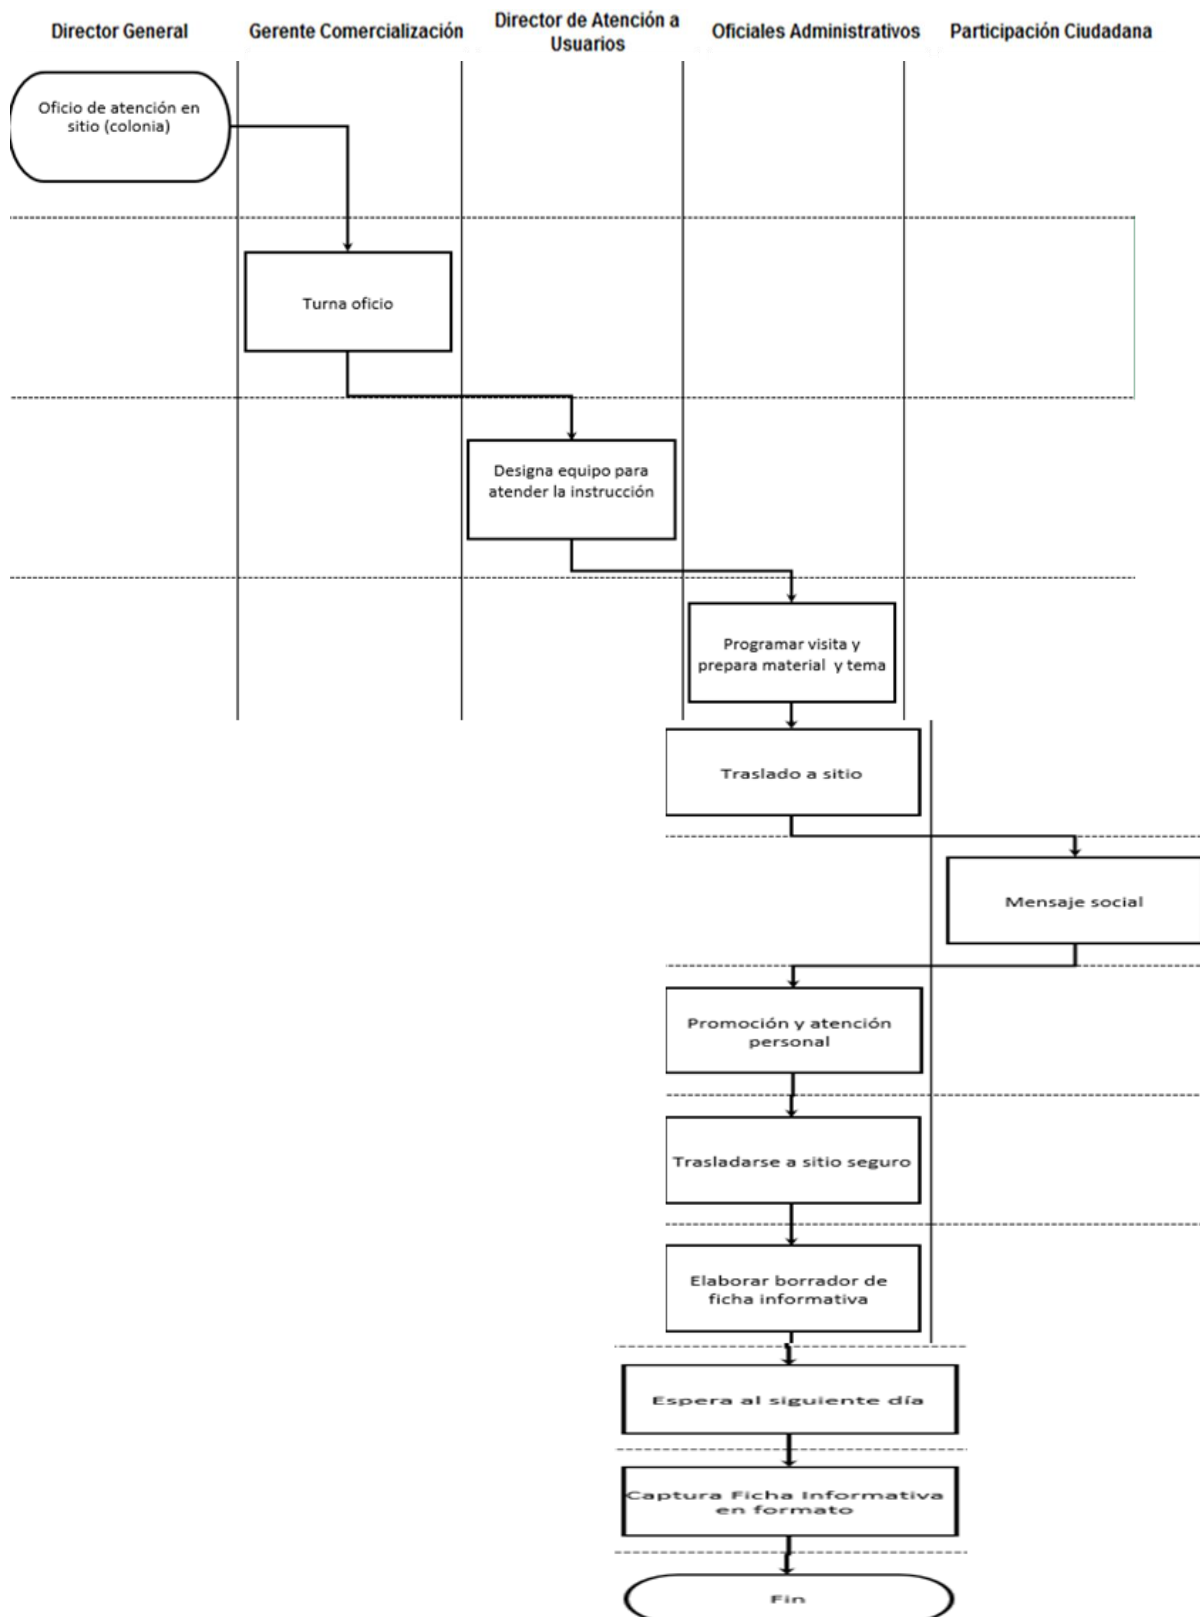 Director General
Gerente Comercialización
Director de Atención a
Usuarios
Oficiales Administrativos
Participación Ciudadana
Oficio de atención en
sitio (colonia)
Turna oficio
Designa equipo para
atender la instrucción
Programar visita y
prepara material y tema
Traslado a sitio
Mensaje social
Promoción y atención
personal
Trasladarse a sitio seguro
Elaborar borrador de
ficha informativa
Espera al siguiente día
Captura Ficha Informativa
en formato
Fin